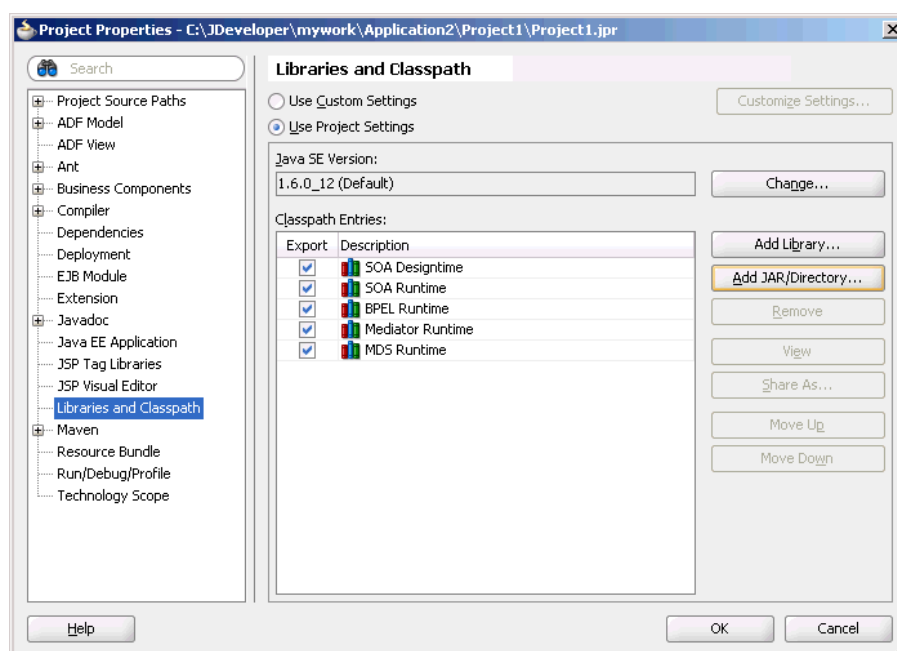 Project Properties - C:\JDeveloper\mywork\Application2\Project1\Project1.jpr
Search
Project Source Paths
ADF Model
ADF View
Ant
Business Components
Compiler
Dependencies
Deployment
EJB Module
Extension
Javadoc
Java EE Application
JSP Tag Libraries
JSP Visual Editor
Libraries and Classpath
Maven
Resource Bundle
Run/Debug/Profile
Technology Scope
Libraries and Classpath
Use Custom Settings
Customize Settings...
Use Project Settings
Java SE Version:
1.6.0_12 (Default)
Change...
Classpath Entries:
Export Description
SOA Designtime
SOA Runtime
BPEL Runtime
Mediator Runtime
MDS Runtime
Add Library...
Add JAR/Directory...
Remove
View
Share As...
Move Up
Move Down
Help
OK
Cancel